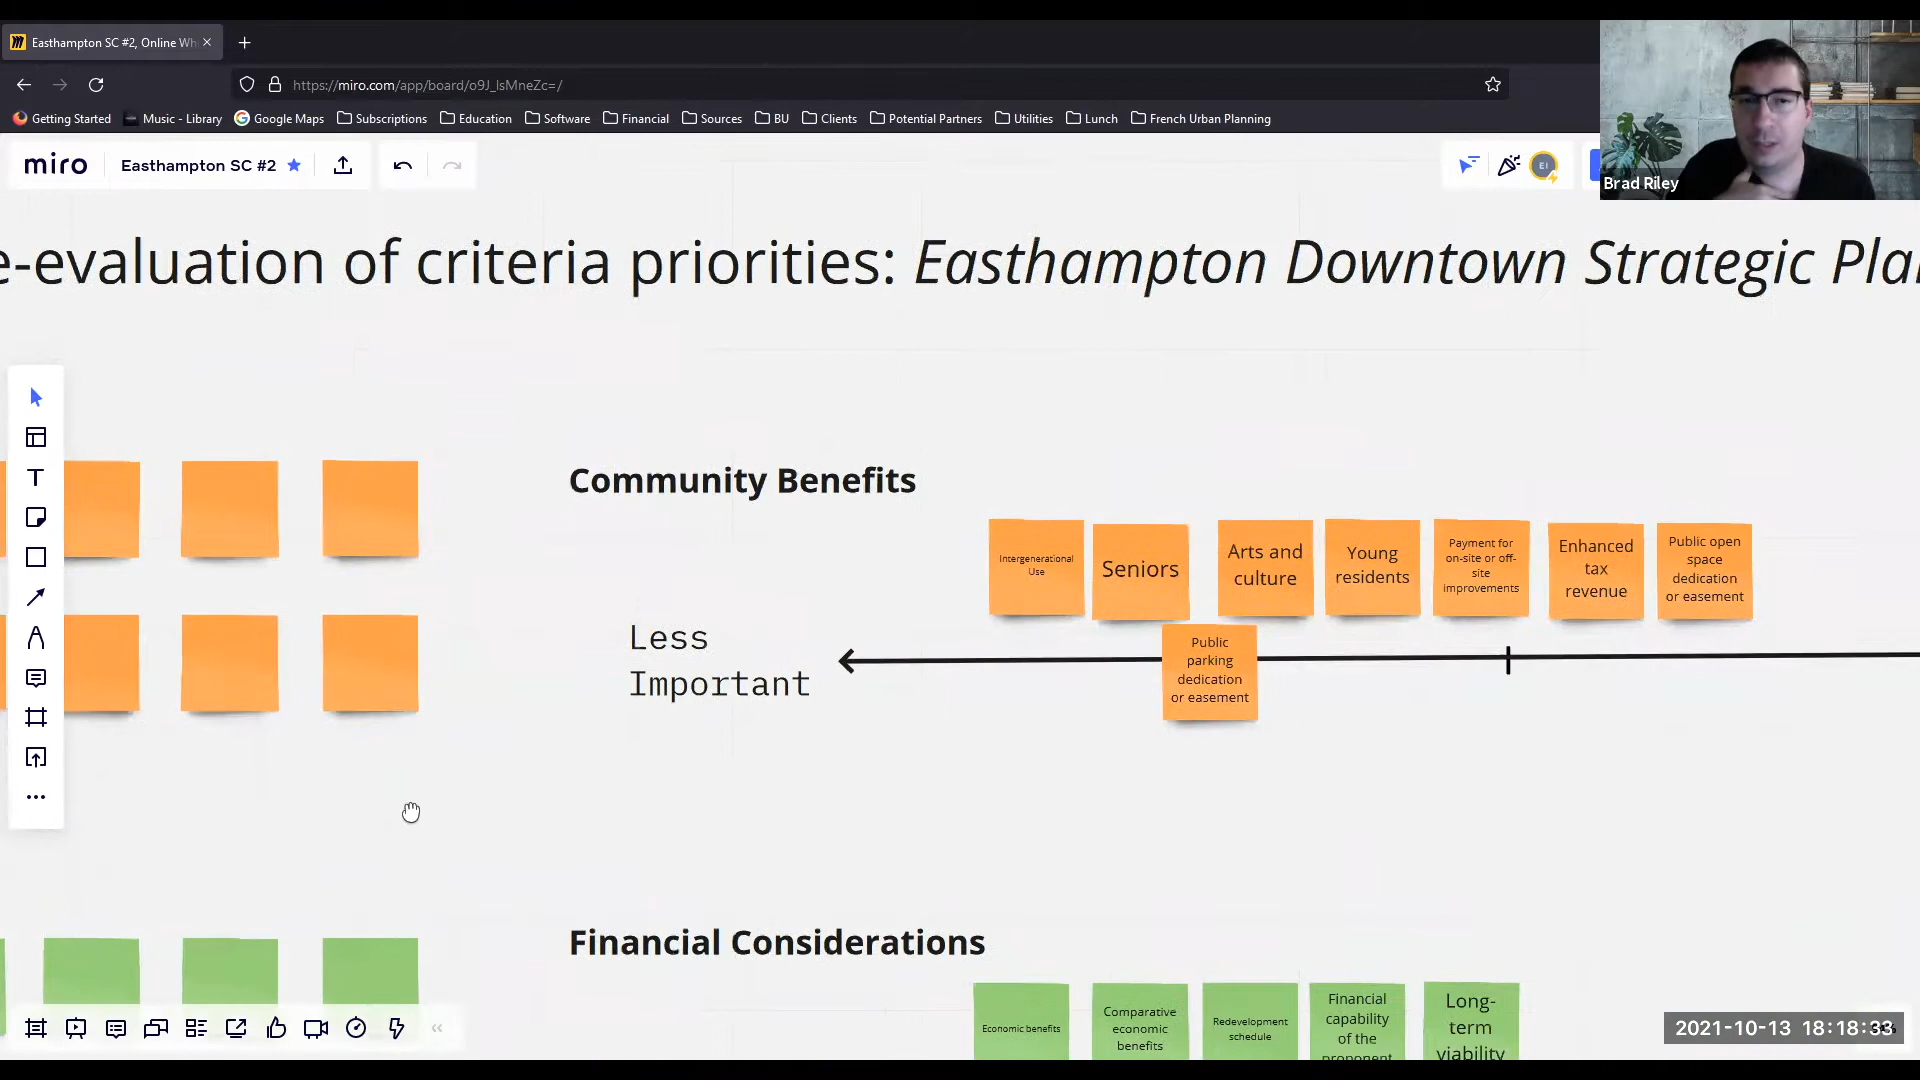 Easthampton SC #2, Online Wh
https://miro.com/app/board/o9J_lsMneZc=/
Getting Started
Music - Library
Google Maps
Subscriptions
Education
Software
Financial
Sources
BU
Clients
Potential Partners
Utilities
Lunch
French Urban Planning
miro
Easthampton SC #2
EI
Brad Riley
e-evaluation of criteria priorities: Easthampton Downtown Strategic Pla
Community Benefits
Intergenerational
Use
Seniors
Arts and
culture
Young
residents
Payment for
on-site or off-
site
improvements
Enhanced
tax
revenue
Public open
space
dedication
or easement
Less
Important
Public
parking
dedication
or easement
Financial Considerations
Economic benefits
Comparative
economic
benefits
Redevelopment
schedule
Financial
capability
of the
proponent
Long-
term
viability
2021-10-13 18:18:33